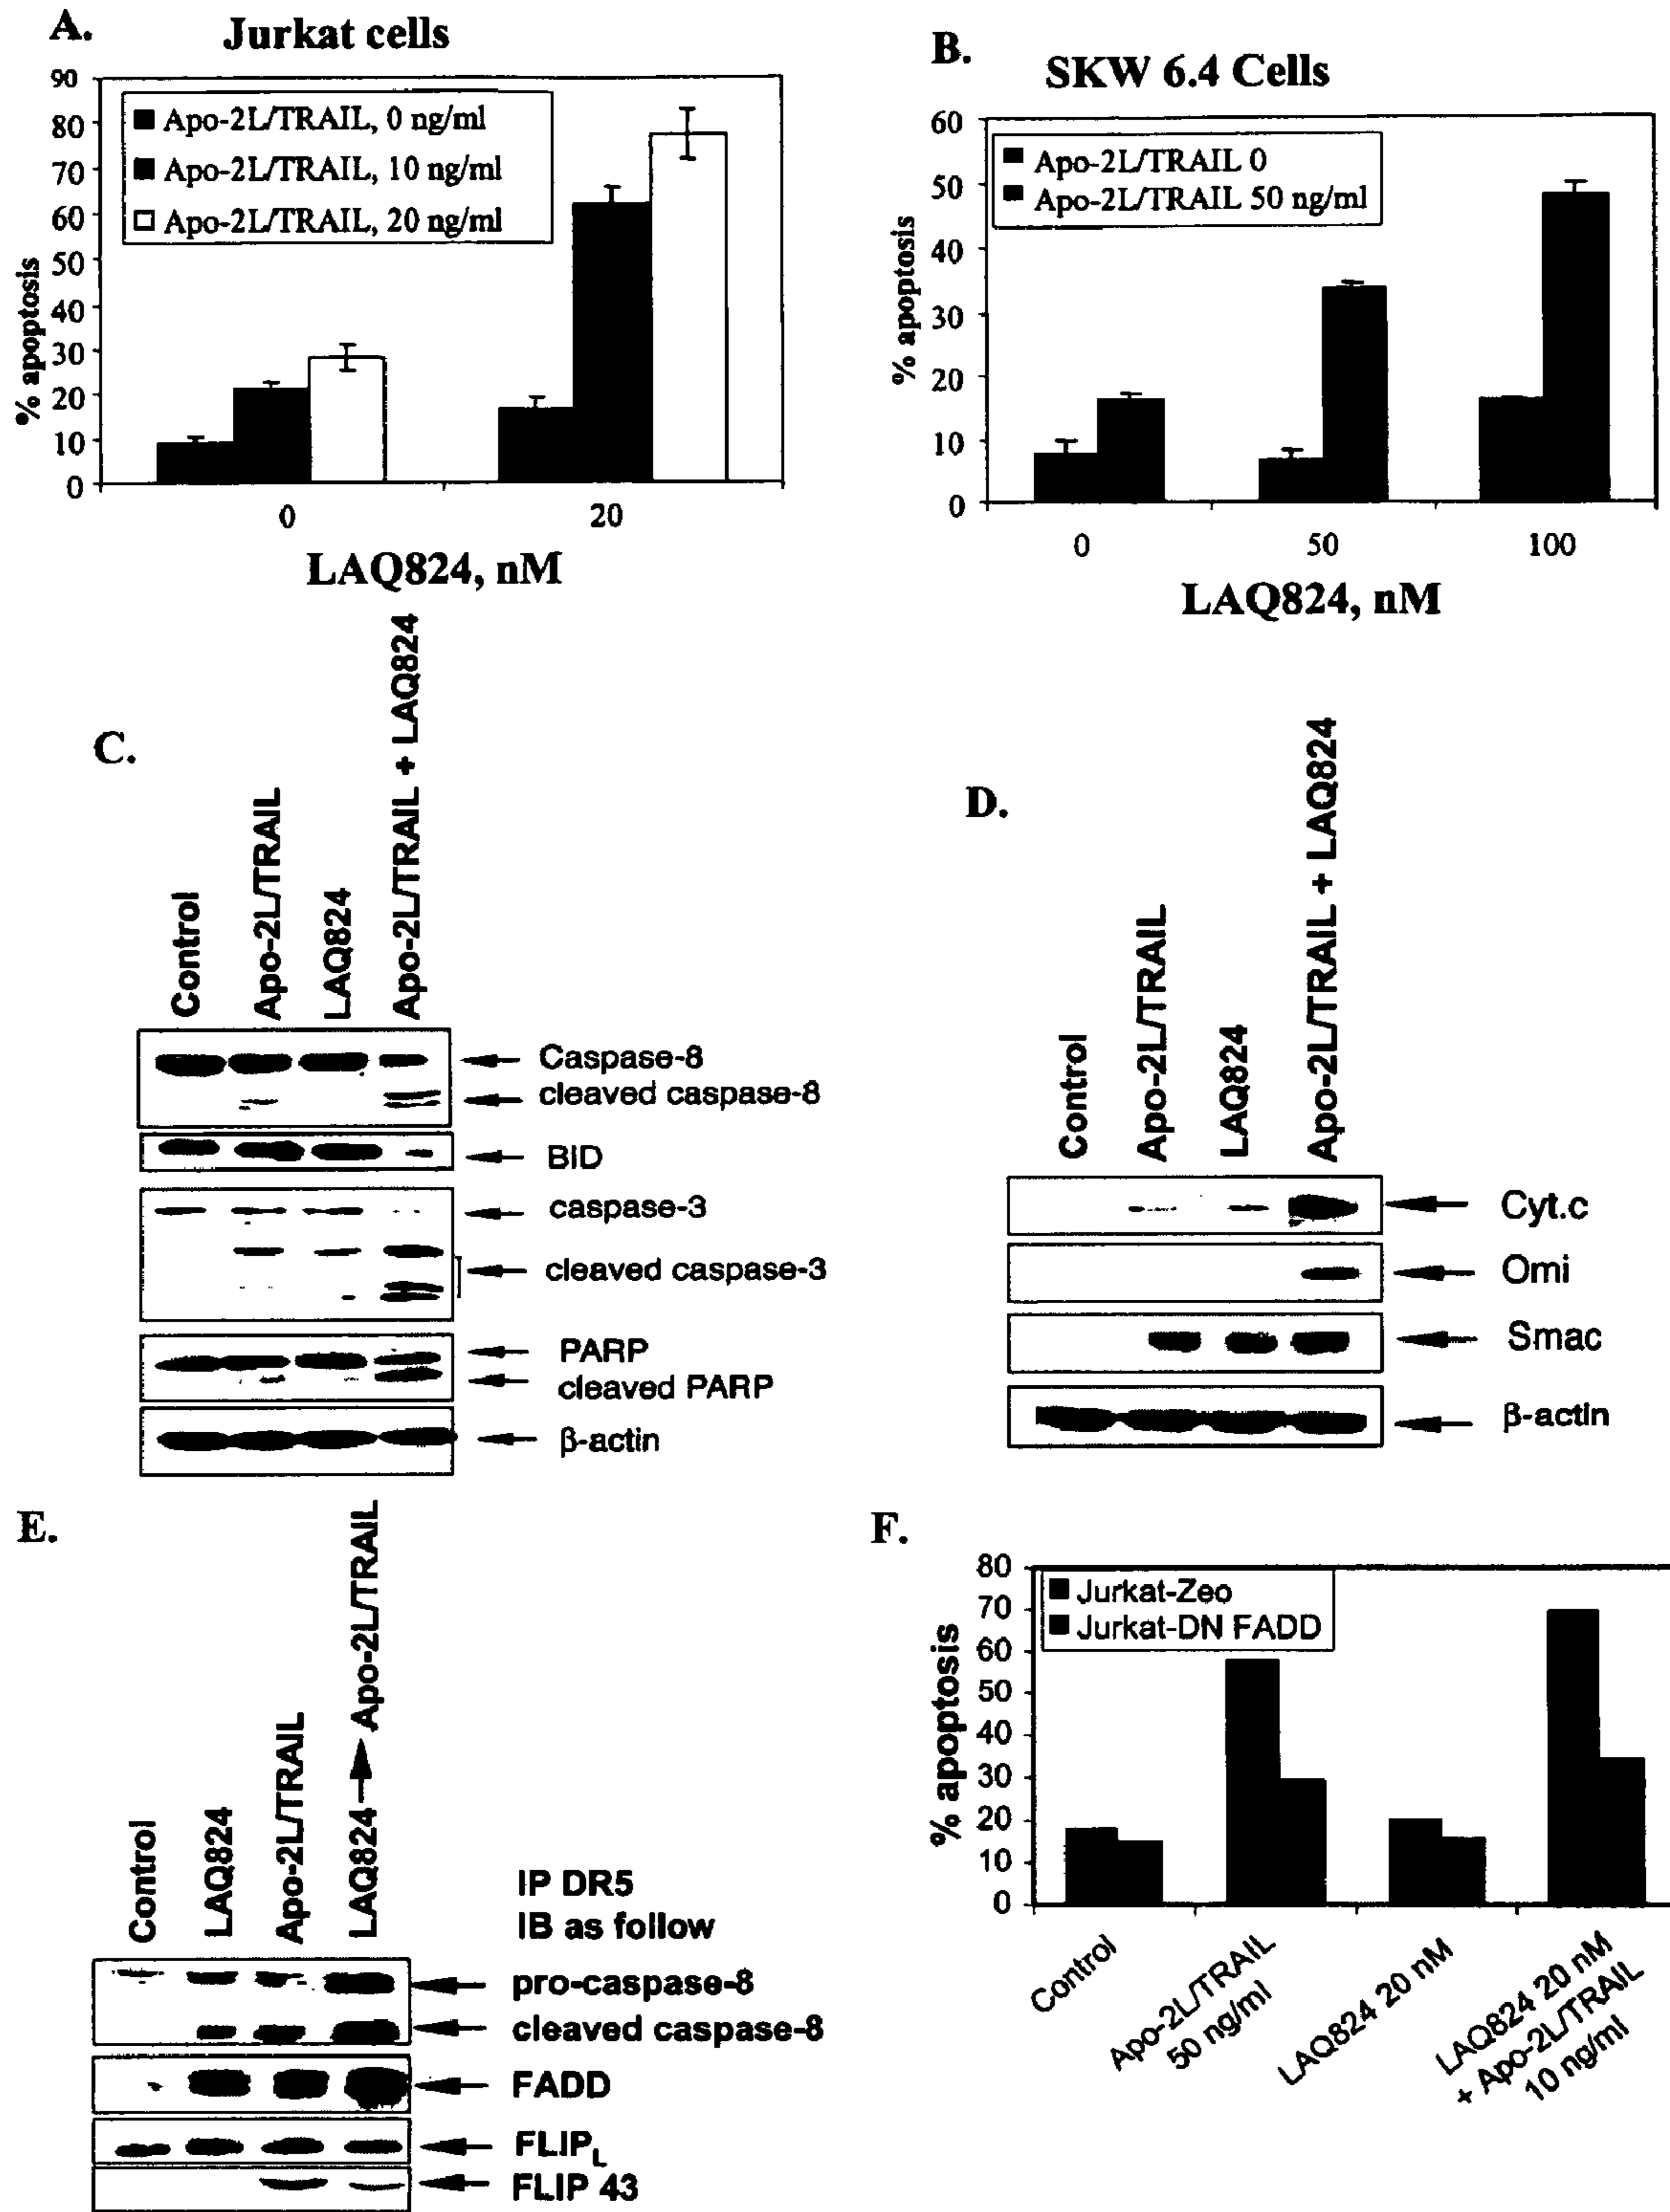 A.
Jurkat cells
90
80
70
60
50
40
30
20
10
0
% apoptosis
Apo-2L/TRAIL, 0 ng/ml
Apo-2L/TRAIL, 10 ng/ml
Apo-2L/TRAIL, 20 ng/ml
0
20
LAQ824, nM
B.
SKW 6.4 Cells
60
50
40
30
20
10
0
% apoptosis
Apo-2L/TRAIL 0
Apo-2L/TRAIL 50 ng/ml
0
50
100
LAQ824, nM
C.
Control
Apo-2L/TRAIL
LAQ824
Apo-2L/TRAIL + LAQ824
Caspase-8
cleaved caspase-8
BID
caspase-3
cleaved caspase-3
PARP
cleaved PARP
β-actin
D.
Control
Apo-2L/TRAIL
LAQ824
Apo-2L/TRAIL + LAQ824
Cyt.c
Omi
Smac
β-actin
E.
Control
LAQ824
Apo-2L/TRAIL
LAQ824→Apo-2L/TRAIL
IP DR5
IB as follow
pro-caspase-8
cleaved caspase-8
FADD
FLIPL
FLIP 43
F.
80
70
60
50
40
30
20
10
0
% apoptosis
Jurkat-Zeo
Jurkat-DN FADD
Control
Apo-2L/TRAIL
50 ng/ml
LAQ824 20 nM
LAQ824 20 nM
+ Apo-2L/TRAIL
10 ng/ml